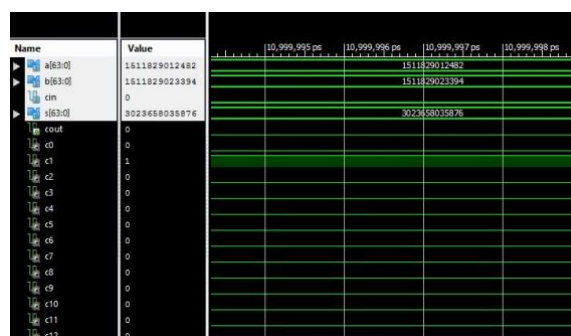 Name Value 10,999,995 ps 10,999,996 ps 10,999,997 ps 10,999,998 ps
a[63:0] 1511829012482 1511829012482
b[63:0] 1511829023394 1511829023394
cin 0
s[63:0] 3023658035876 3023658035876
cout 0
c0 0
c1 1
c2 0
c3 0
c4 0
c5 0
c6 0
c7 0
c8 0
c9 0
c10 0
c11 0
c12 0